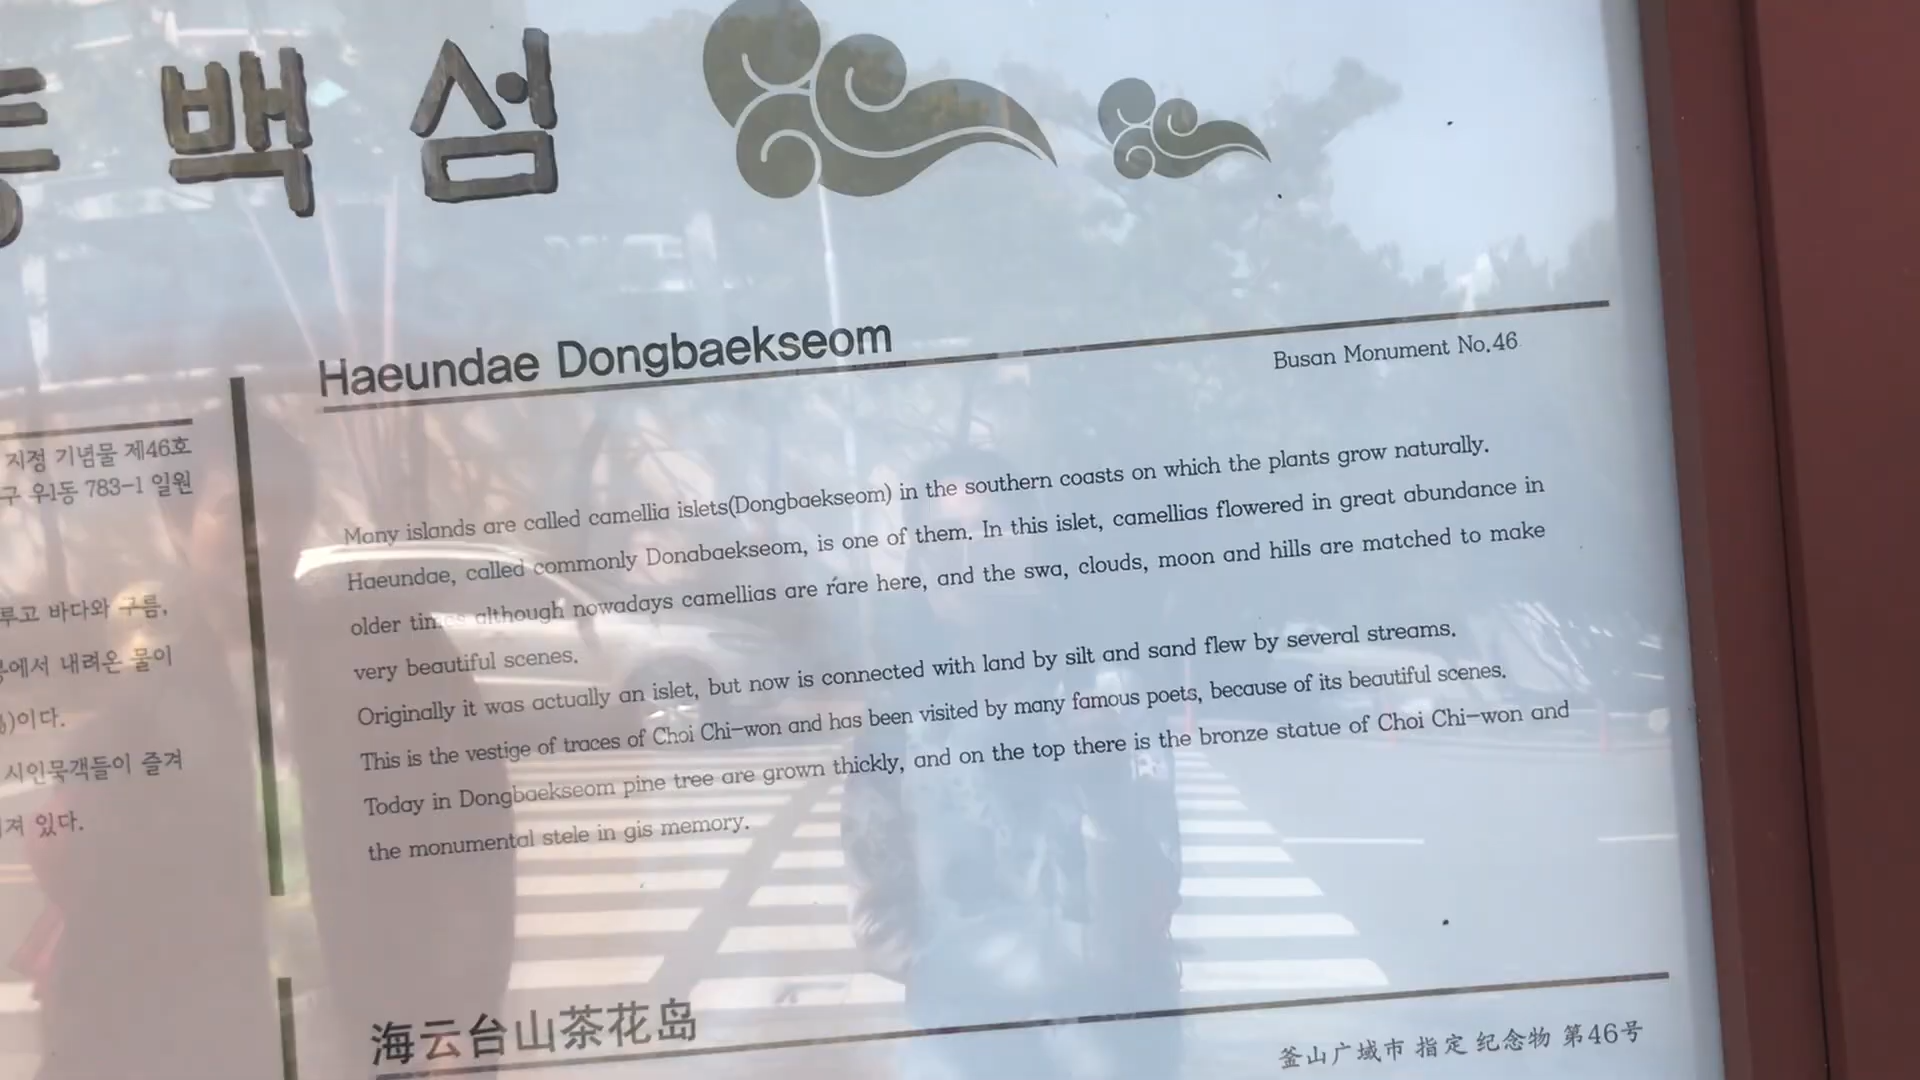 동백섬
Haeundae Dongbaekseom
Busan Monument No.46
지정 기념물 제46호
구 우1동 783-1 일원
루고 바다와 구름,
에서 내려온 물이
)이다.
시인묵객들이 즐겨
져 있다.
Many islands are called camellia islets(Dongbaekseom) in the southern coasts on which the plants grow naturally.
Haeundae, called commonly Donabaekseom, is one of them. In this islet, camellias flowered in great abundance in
older times although nowadays camellias are rare here, and the swa, clouds, moon and hills are matched to make
very beautiful scenes.
Originally it was actually an islet, but now is connected with land by silt and sand flew by several streams.
This is the vestige of traces of Choi Chi-won and has been visited by many famous poets, because of its beautiful scenes.
Today in Dongbaekseom pine tree are grown thickly, and on the top there is the bronze statue of Choi Chi-won and
the monumental stele in gis memory.
海云台山茶花岛
釜山广域市 指定 纪念物 第46号